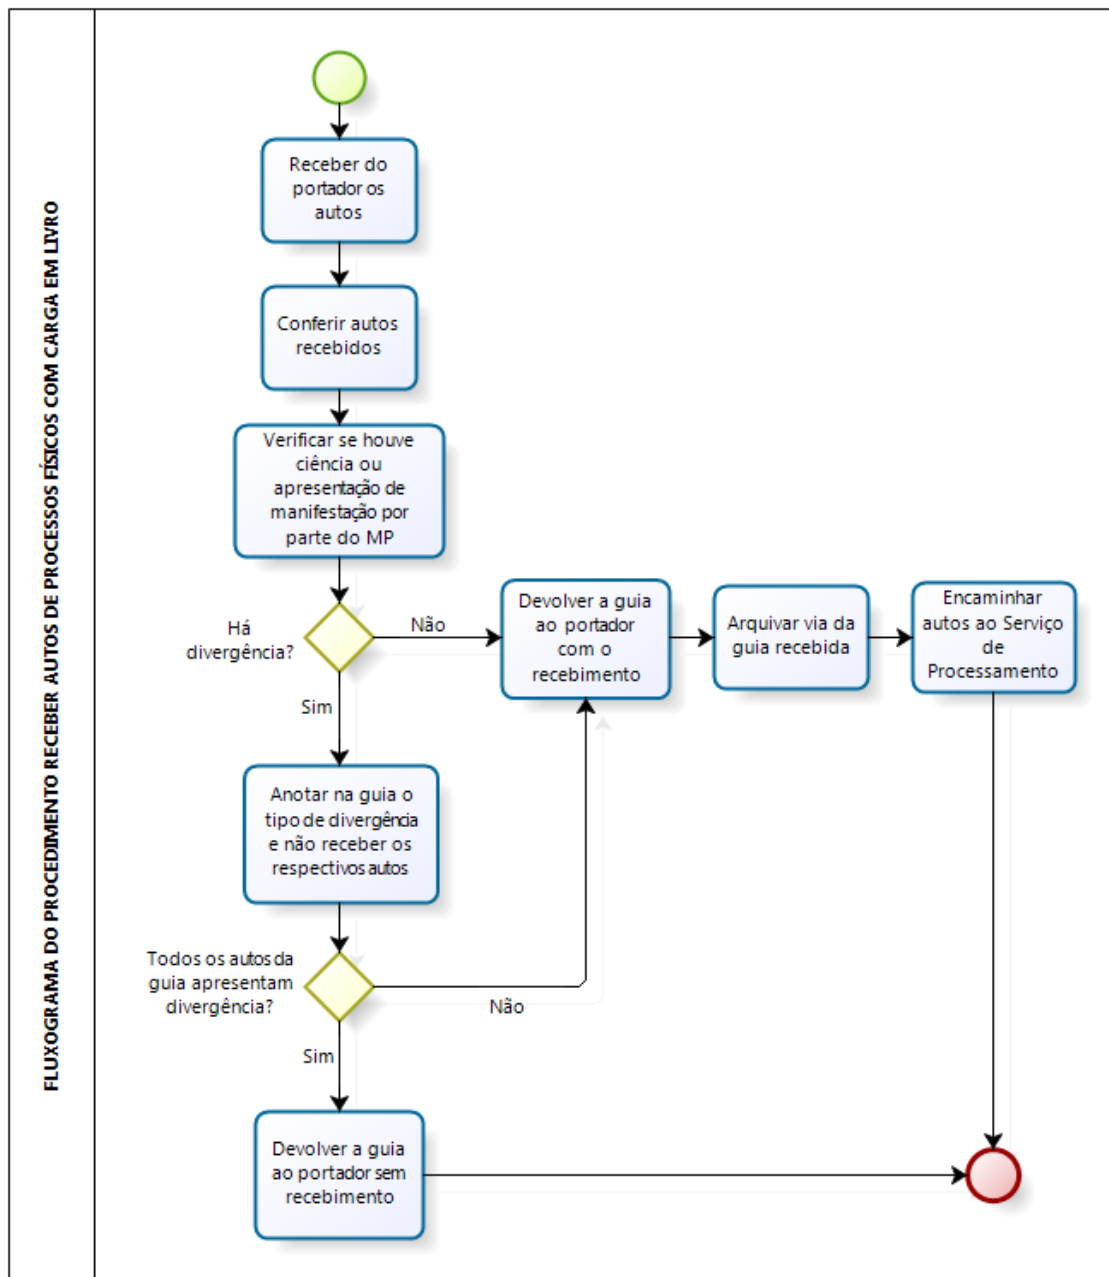 FLUXOGRAMA DO PROCEDIMENTO RECEBER AUTOS DE PROCESSOS FÍSICOS COM CARGA EM LIVRO
Receber do
portador os
autos
Conferir autos
recebidos
Verificar se houve
ciência ou
apresentação de
manifestação por
parte do MP
Há
divergência?
Não
Devolver a guia
ao portador
com o
recebimento
Arquivar via da
guia recebida
Encaminhar
autos ao Serviço
de
Processamento
Sim
Anotar na guia o
tipo de divergência
e não receber os
respectivos autos
Todos os autos da
guia apresentam
divergência?
Não
Sim
Devolver a guia
ao portador sem
recebimento